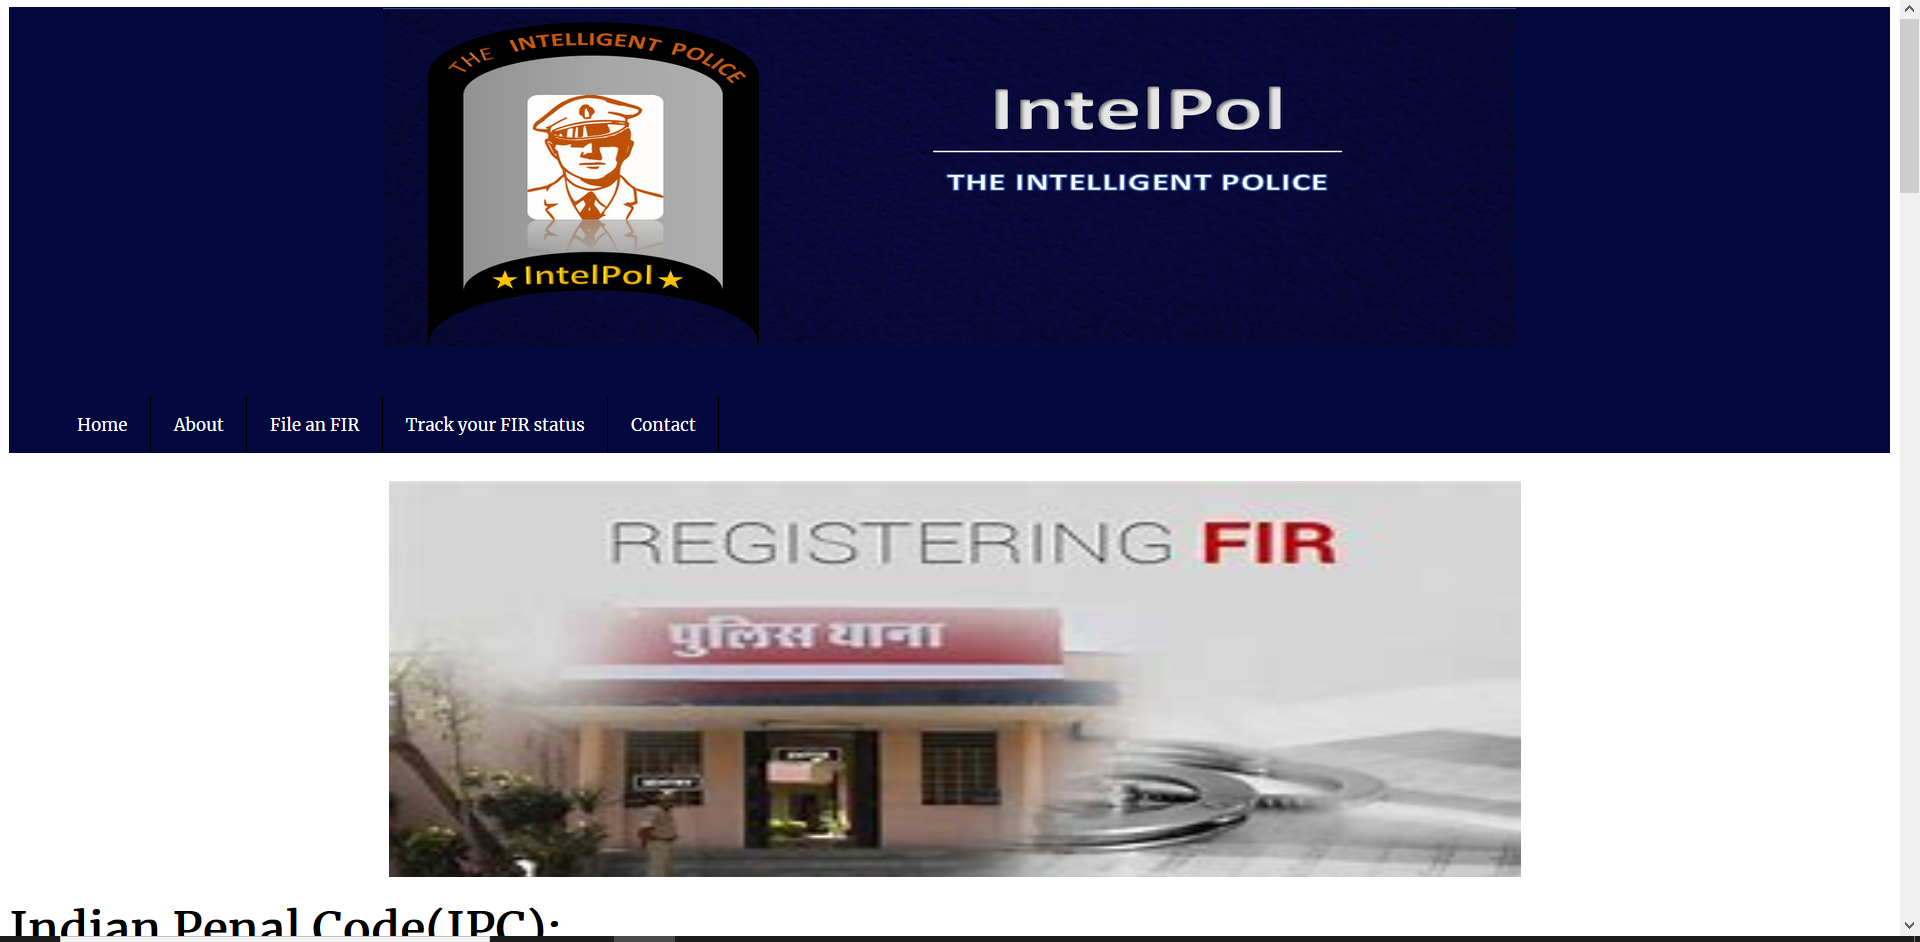 THE INTELLIGENT POLICE
IntelPol
IntelPol
THE INTELLIGENT POLICE
Home
About
File an FIR
Track your FIR status
Contact
REGISTERING FIR
पुलिस थाना
Indian Penal Code(IPC):